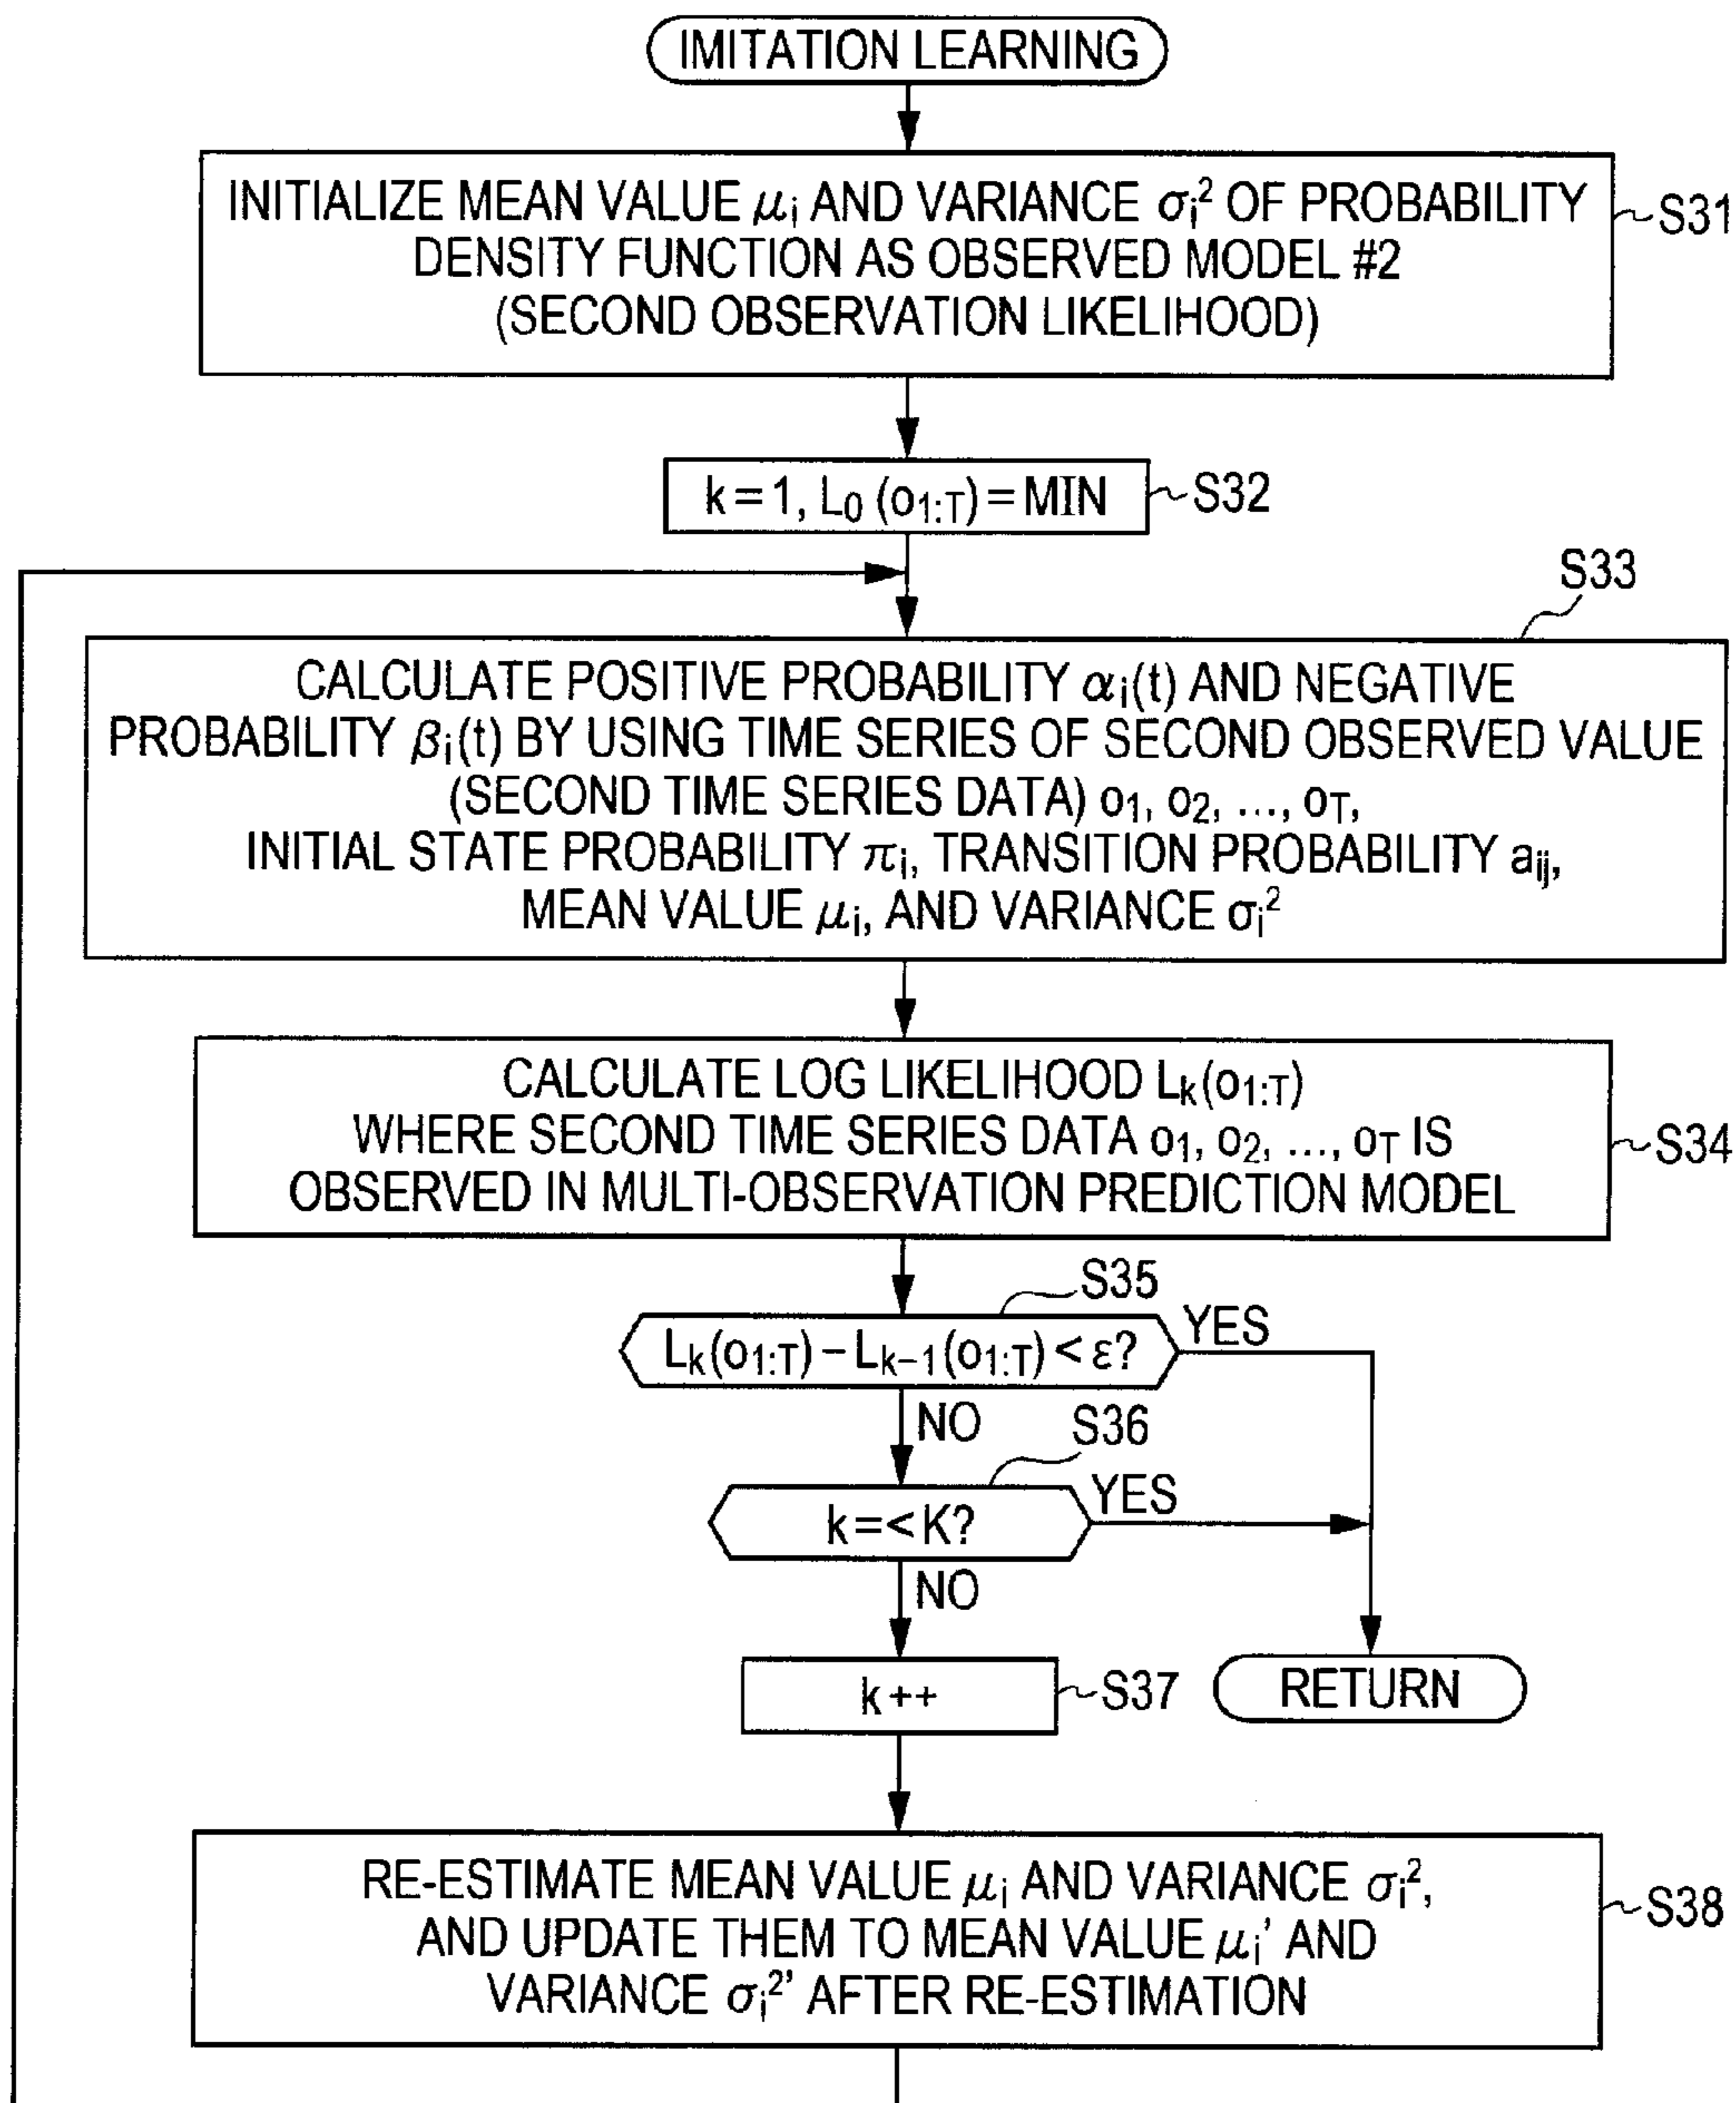 IMITATION LEARNING
INITIALIZE MEAN VALUE μi AND VARIANCE σi² OF PROBABILITY
DENSITY FUNCTION AS OBSERVED MODEL #2
(SECOND OBSERVATION LIKELIHOOD)
S31
k=1, L0 (o1:T)=MIN
S32
S33
CALCULATE POSITIVE PROBABILITY αi(t) AND NEGATIVE
PROBABILITY βi(t) BY USING TIME SERIES OF SECOND OBSERVED VALUE
(SECOND TIME SERIES DATA) o1, o2, ..., oT,
INITIAL STATE PROBABILITY πi, TRANSITION PROBABILITY aij,
MEAN VALUE μi, AND VARIANCE σi²
CALCULATE LOG LIKELIHOOD Lk(o1:T)
WHERE SECOND TIME SERIES DATA o1, o2, ..., oT IS
OBSERVED IN MULTI-OBSERVATION PREDICTION MODEL
S34
S35
Lk(o1:T)−Lk−1(o1:T)<ε?
YES
NO
S36
k=<K?
YES
NO
k++
S37
RETURN
RE-ESTIMATE MEAN VALUE μi AND VARIANCE σi²,
AND UPDATE THEM TO MEAN VALUE μi' AND
VARIANCE σi²' AFTER RE-ESTIMATION
S38